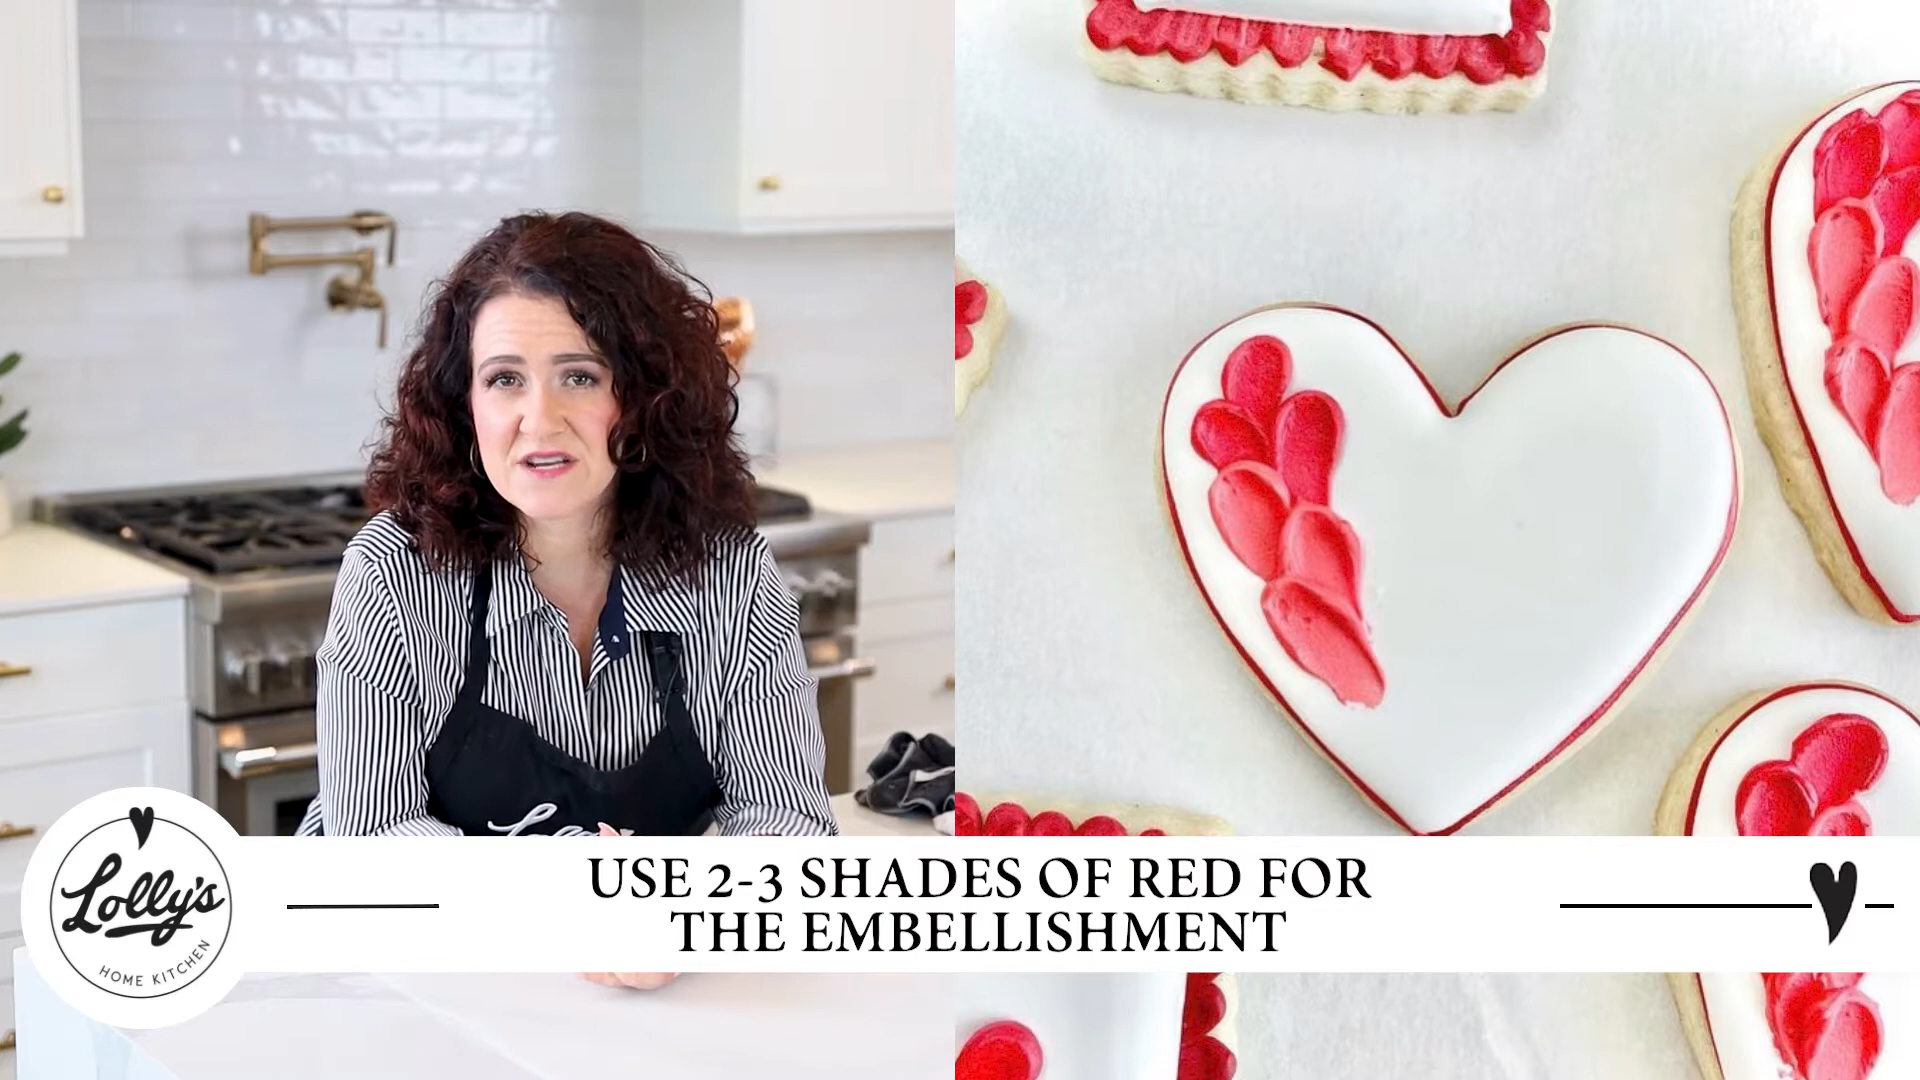 USE 2-3 SHADES OF RED FOR
THE EMBELLISHMENT
Lolly's
HOME KITCHEN